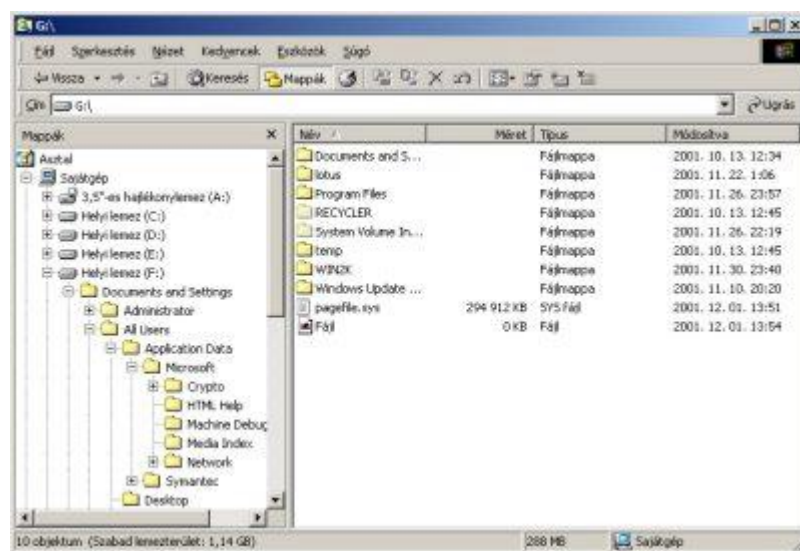 G:\
Fájl Szerkesztés Nézet Kedvencek Eszközök Súgó
Vissza Keresés Mappák
Cím G:\ Ugrás
Mappák
Asztal
Sajátgép
3,5"-es hajlékonylemez (A:)
Helyi lemez (C:)
Helyi lemez (D:)
Helyi lemez (E:)
Helyi lemez (F:)
Documents and Settings
Administrator
All Users
Application Data
Microsoft
Crypto
HTML Help
Machine Debug
Media Index
Network
Symantec
Desktop
Név Méret Típus Módosítva
Documents and S... Fájlmappa 2001. 10. 13. 12:34
lotus Fájlmappa 2001. 11. 22. 1:06
Program Files Fájlmappa 2001. 11. 26. 23:57
RECYCLER Fájlmappa 2001. 10. 13. 12:45
System Volume In... Fájlmappa 2001. 11. 26. 22:19
temp Fájlmappa 2001. 10. 13. 12:45
WIN2K Fájlmappa 2001. 11. 30. 23:40
Windows Update ... Fájlmappa 2001. 11. 10. 20:20
pagefile.sys 294 912 KB SYS fájl 2001. 12. 01. 13:51
Fájl 0 KB Fájl 2001. 12. 01. 13:54
10 objektum (Szabad lemezterület: 1,14 GB) 288 MB Sajátgép